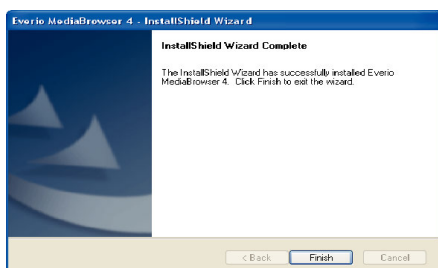 Everio MediaBrowser 4 - InstallShield Wizard
InstallShield Wizard Complete
The InstallShield Wizard has successfully installed Everio
MediaBrowser 4. Click Finish to exit the wizard.
< Back Finish Cancel